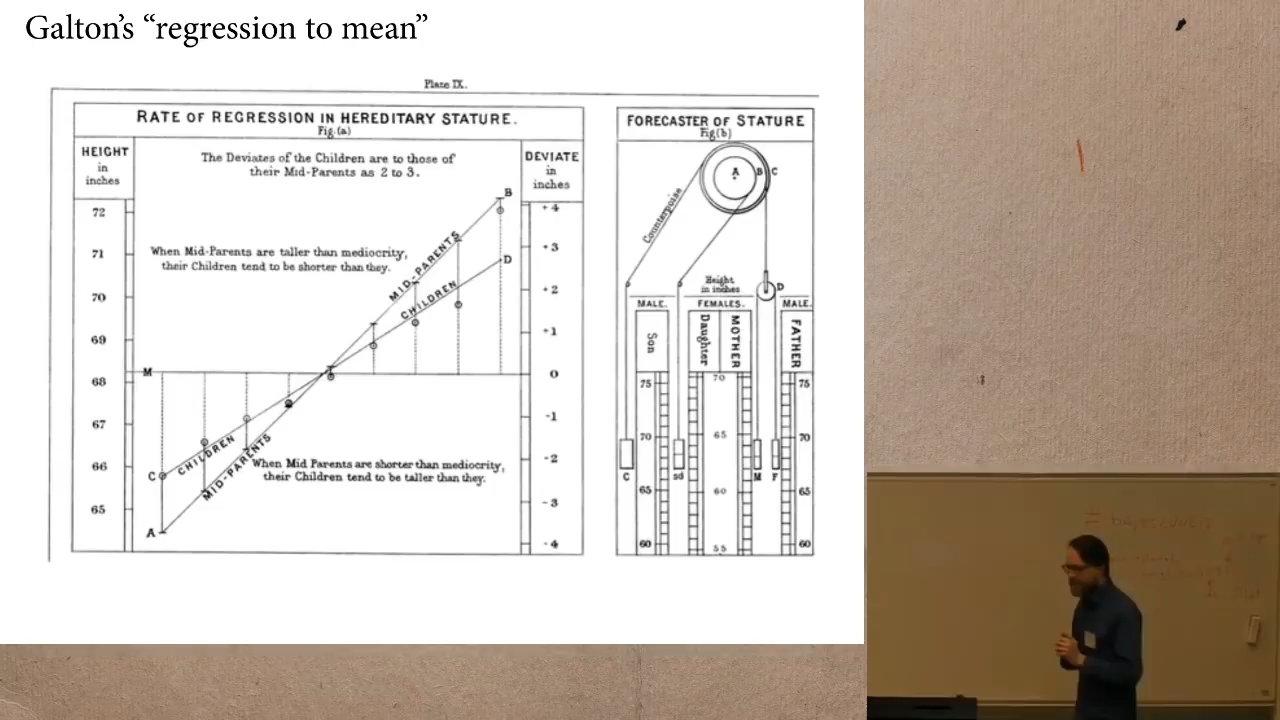 Galton's “regression to mean”
Plate IX.
RATE OF REGRESSION IN HEREDITARY STATURE.
Fig.(a)
HEIGHT
in
inches
The Deviates of the Children are to those of
their Mid-Parents as 2 to 3.
DEVIATE
in
inches
72
71
70
69
68
67
66
65
When Mid-Parents are taller than mediocrity,
their Children tend to be shorter than they.
MID-PARENTS
CHILDREN
B
D
M
C
A
CHILDREN
MID-PARENTS
When Mid Parents are shorter than mediocrity,
their Children tend to be taller than they.
+4
+3
+2
+1
0
-1
-2
-3
-4
FORECASTER OF STATURE
Fig(b)
A
B
C
Counterpoise
D
Height
in inches
MALE.
FEMALES.
MALE.
Son
Daughter
MOTHER
FATHER
75
70
65
60
70
65
60
55
75
70
65
60
C
sd
M
F